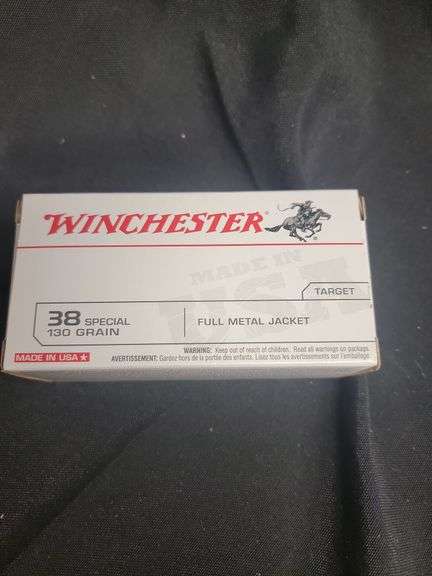 WINCHESTER®
MADE IN
USA
TARGET
38 SPECIAL
130 GRAIN
FULL METAL JACKET
MADE IN USA★
WARNING: Keep out of reach of children. Read all warnings on package.
AVERTISSEMENT: Gardez hors de la portée des enfants. Lisez tous les avertissements sur l'emballage.